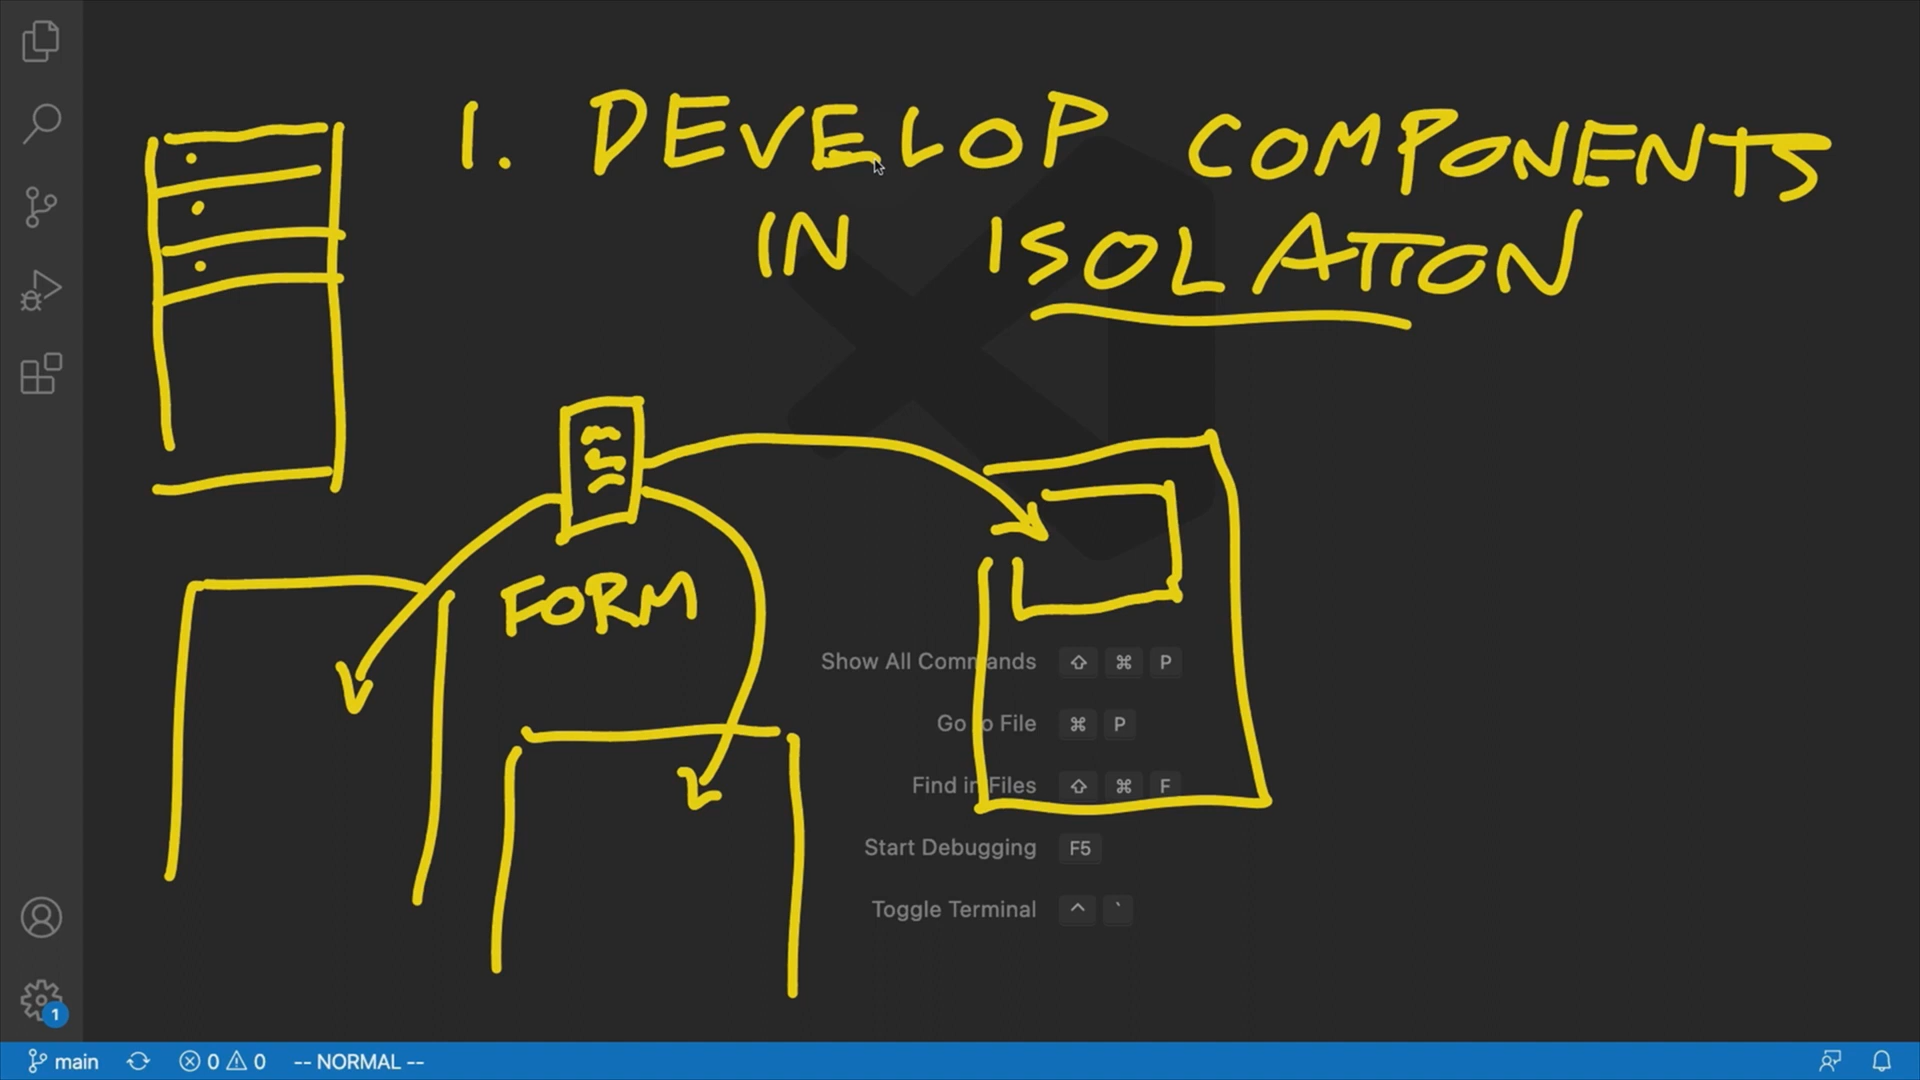 1. DEVELOP COMPONENTS
IN ISOLATION
FORM
Show All Commands ⇧ ⌘ P
Go to File ⌘ P
Find in Files ⇧ ⌘ F
Start Debugging F5
Toggle Terminal ^ `
1
main 0 0 -- NORMAL --